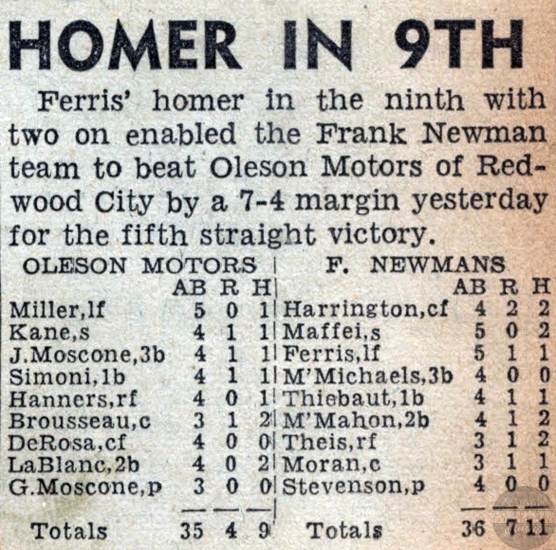 HOMER IN 9TH
Ferris' homer in the ninth with
two on enabled the Frank Newman
team to beat Oleson Motors of Red-
wood City by a 7-4 margin yesterday
for the fifth straight victory.
OLESON MOTORS | F. NEWMANS
AB R H | AB R H
Miller,lf 5 0 1 | Harrington,cf 4 2 2
Kane,s 4 1 1 | Maffei,s 5 0 2
J.Moscone,3b 4 1 1 | Ferris,lf 5 1 1
Simoni,1b 4 1 1 | M'Michaels,3b 4 0 0
Hanners,rf 4 0 1 | Thiebaut,1b 4 1 1
Brousseau,c 3 1 2 | M'Mahon,2b 4 1 2
DeRosa,cf 4 0 0 | Theis,rf 3 1 2
LaBlanc,2b 4 0 2 | Moran,c 3 1 1
G.Moscone,p 3 0 0 | Stevenson,p 4 0 0
Totals 35 4 9 | Totals 36 7 11